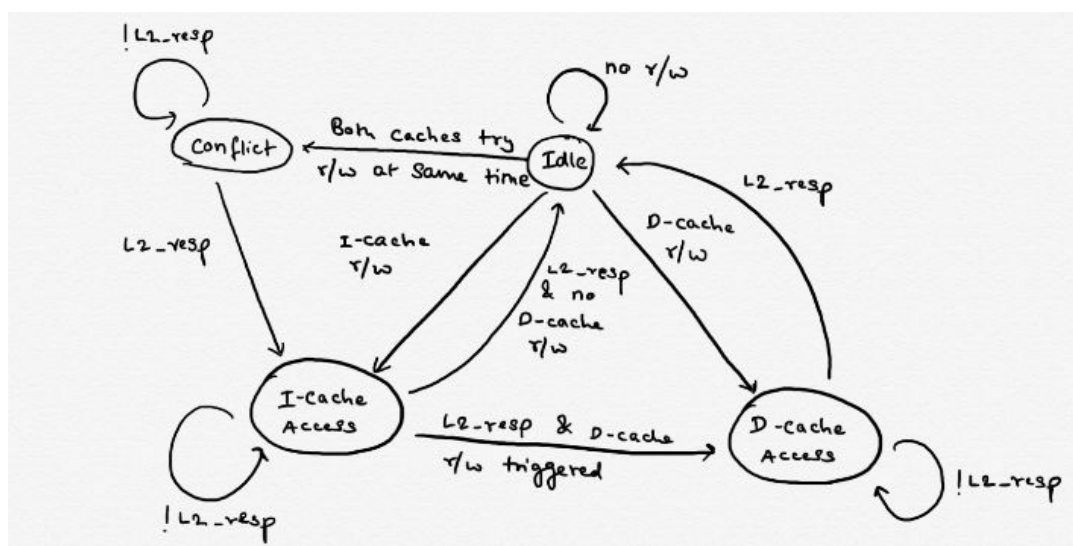 !L2_resp
no r/w
Conflict
Both caches try
r/w at same time
Idle
L2_resp
D-cache
r/w
L2_resp
I-cache
r/w
L2_resp
& no
D-cache
r/w
I-cache
Access
L2_resp & D-cache
r/w triggered
D-cache
Access
!L2_resp
!L2_resp